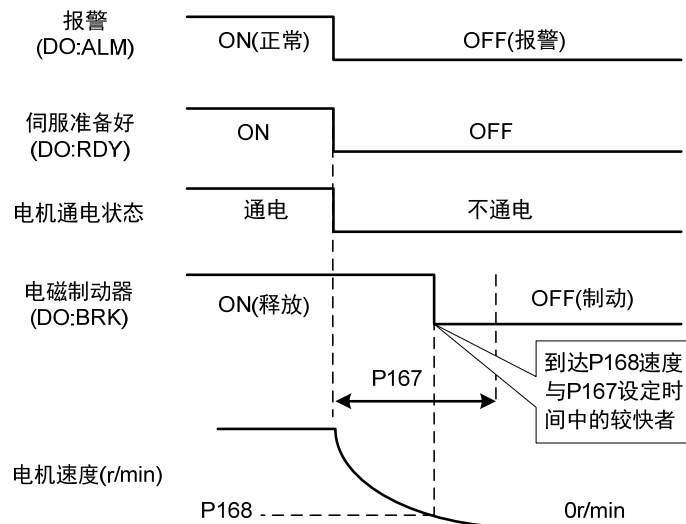 报警
(DO:ALM)
ON(正常)
OFF(报警)
伺服准备好
(DO:RDY)
ON
OFF
电机通电状态
通电
不通电
电磁制动器
(DO:BRK)
ON(释放)
OFF(制动)
到达P168速度
与P167设定时
间中的较快者
P167
电机速度(r/min)
P168
0r/min